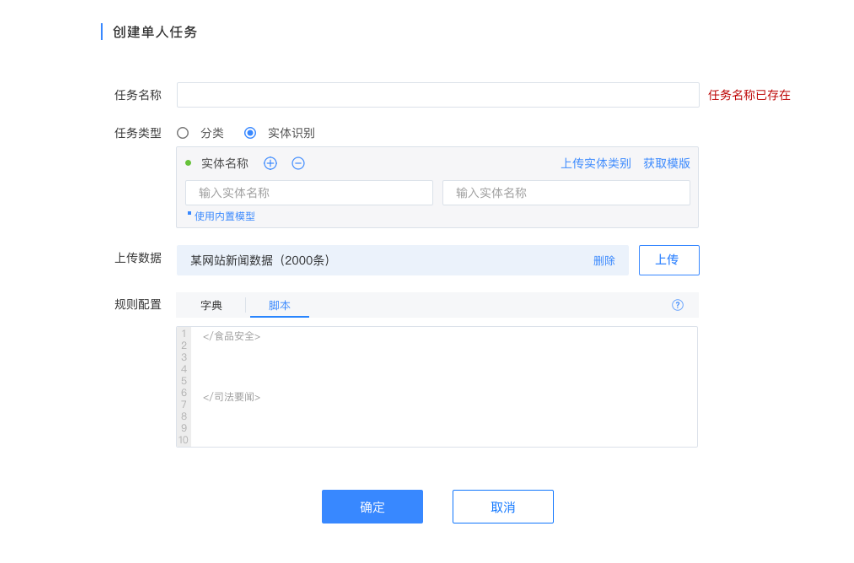 创建单人任务
任务名称 任务名称已存在
任务类型 分类 实体识别
实体名称 上传实体类别 获取模版
输入实体名称 输入实体名称
使用内置模型
上传数据 某网站新闻数据（2000条） 删除 上传
规则配置 字典 脚本 ?
1 </食品安全>
2
3
4
5
6 </司法要闻>
7
8
9
10
确定 取消